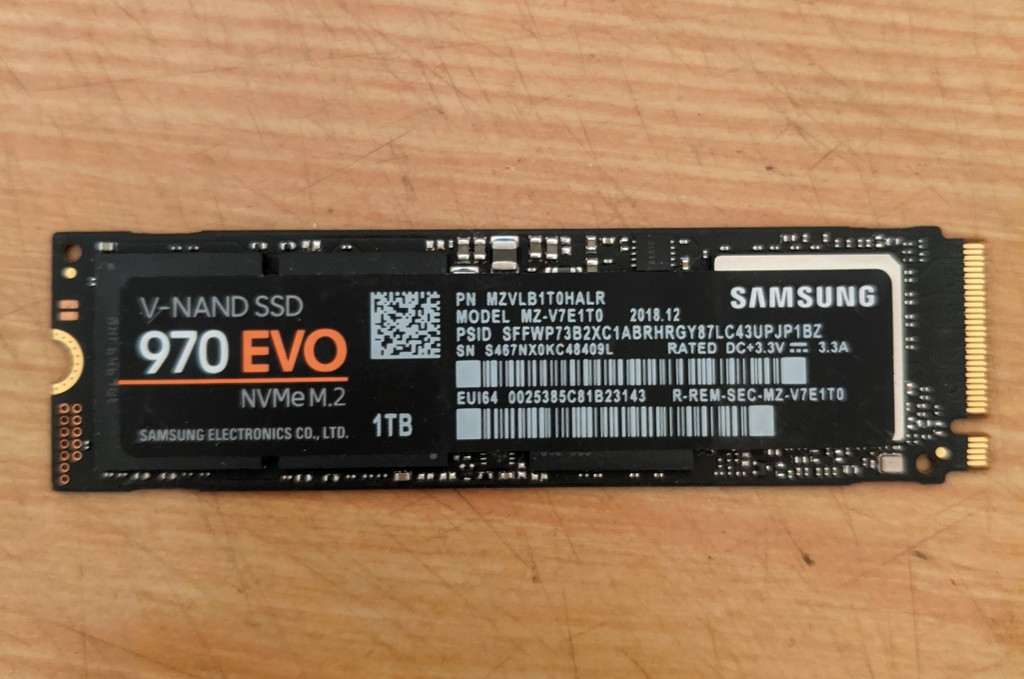 V-NAND SSD
970 EVO
NVMe M.2
SAMSUNG ELECTRONICS CO., LTD.
1TB
SAMSUNG
PN MZVLB1T0HALR
MODEL MZ-V7E1T0 2018.12
PSID SFFWP73B2XC1ABRHRGY87LC43UPJP1BZ
SN S467NX0KC48409L RATED DC+3.3V⎓ 3.3A
EUI64 0025385C81B23143 R-REM-SEC-MZ-V7E1T0